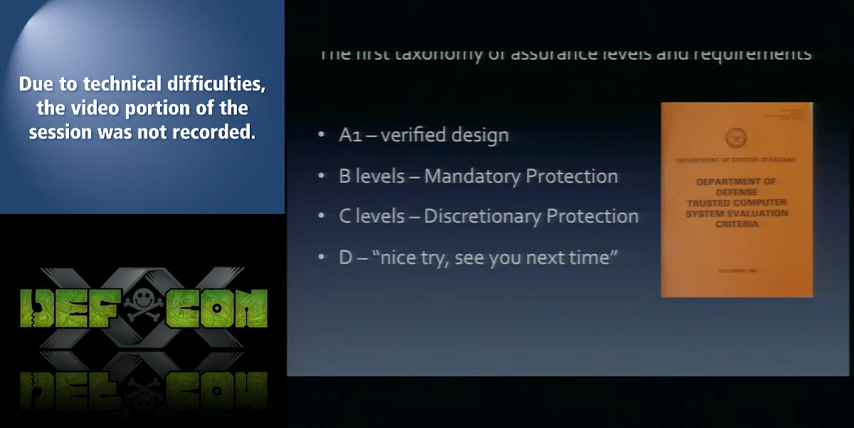 Due to technical difficulties,
the video portion of the
session was not recorded.
DEFCON
XX
The first taxonomy of assurance levels and requirements
• A1 – verified design
• B levels – Mandatory Protection
• C levels – Discretionary Protection
• D – “nice try, see you next time”
DEPARTMENT OF DEFENSE STANDARD
DEPARTMENT OF
DEFENSE
TRUSTED COMPUTER
SYSTEM EVALUATION
CRITERIA